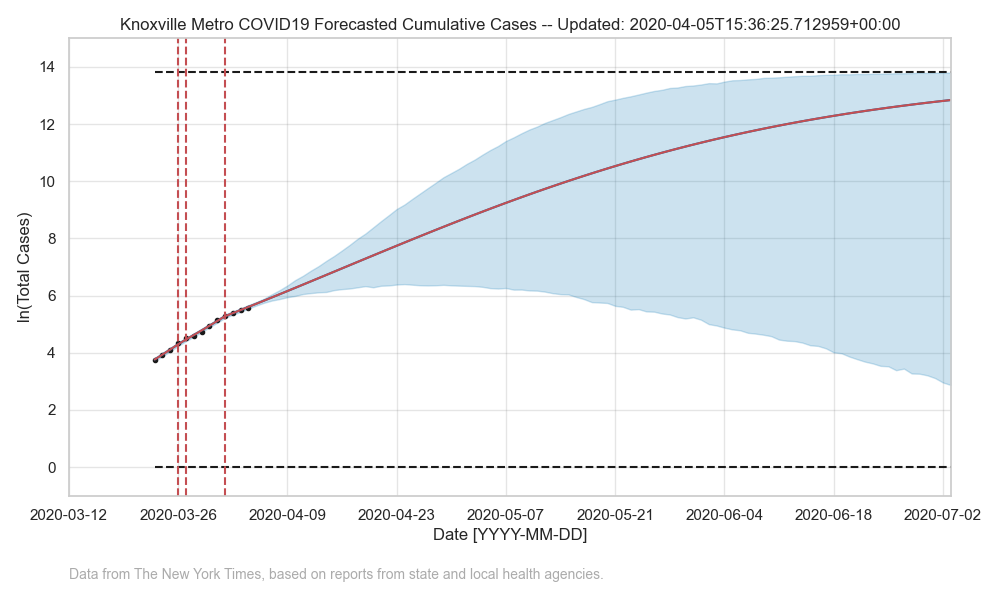 Knoxville Metro COVID19 Forecasted Cumulative Cases -- Updated: 2020-04-05T15:36:25.712959+00:00
ln(Total Cases)
14
12
10
8
6
4
2
0
2020-03-12 2020-03-26 2020-04-09 2020-04-23 2020-05-07 2020-05-21 2020-06-04 2020-06-18 2020-07-02
Date [YYYY-MM-DD]
Data from The New York Times, based on reports from state and local health agencies.